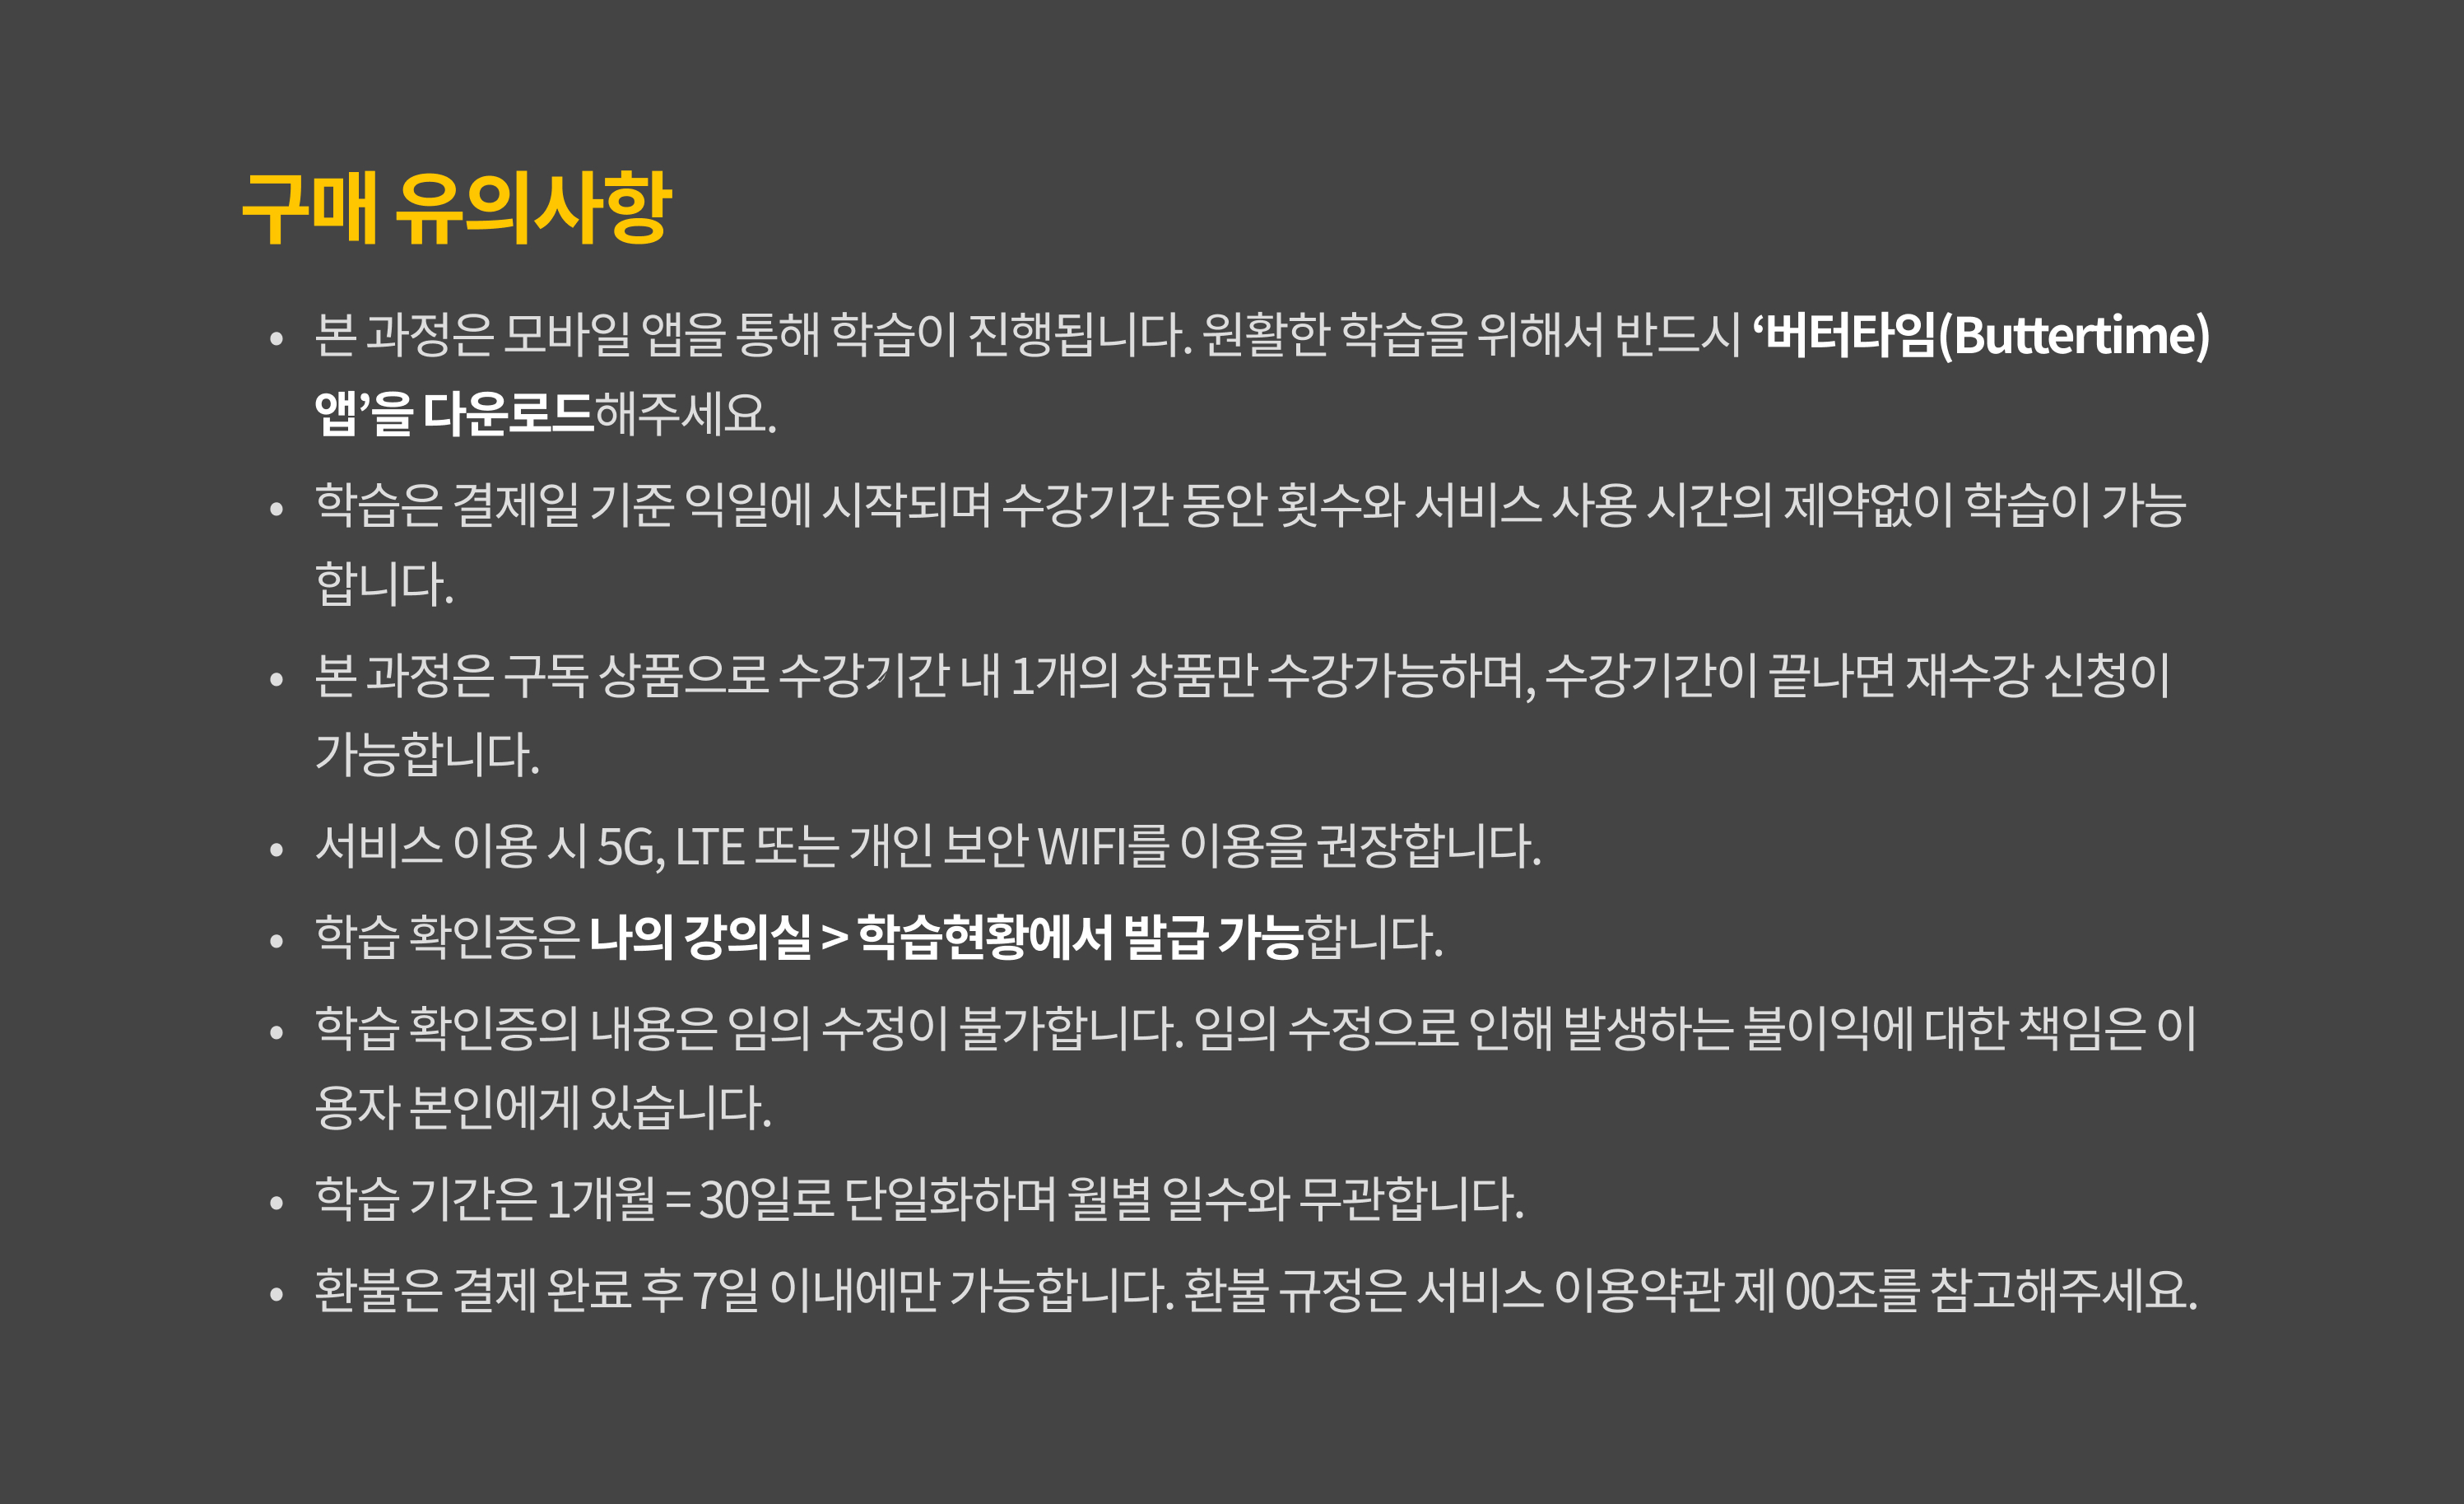 구매 유의사항
• 본 과정은 모바일 앱을 통해 학습이 진행됩니다. 원활한 학습을 위해서 반드시 ‘버터타임(Buttertime)
앱’을 다운로드해주세요.
• 학습은 결제일 기준 익일에 시작되며 수강기간 동안 횟수와 서비스 사용 시간의 제약없이 학습이 가능
합니다.
• 본 과정은 구독 상품으로수강기간 내 1개의 상품만 수강가능하며, 수강기간이 끝나면 재수강 신청이
가능합니다.
• 서비스 이용 시 5G, LTE 또는 개인 보안 WIFI를 이용을 권장합니다.
• 학습 확인증은 나의 강의실 > 학습현황에서 발급 가능합니다.
• 학습 확인증의 내용은 임의 수정이 불가합니다. 임의 수정으로 인해 발생하는 불이익에 대한 책임은 이
용자 본인에게 있습니다.
• 학습 기간은 1개월=30일로 단일화하며 월별 일수와 무관합니다.
• 환불은 결제 완료 후 7일 이내에만 가능합니다.환불 규정은 서비스 이용약관 제 00조를 참고해주세요.